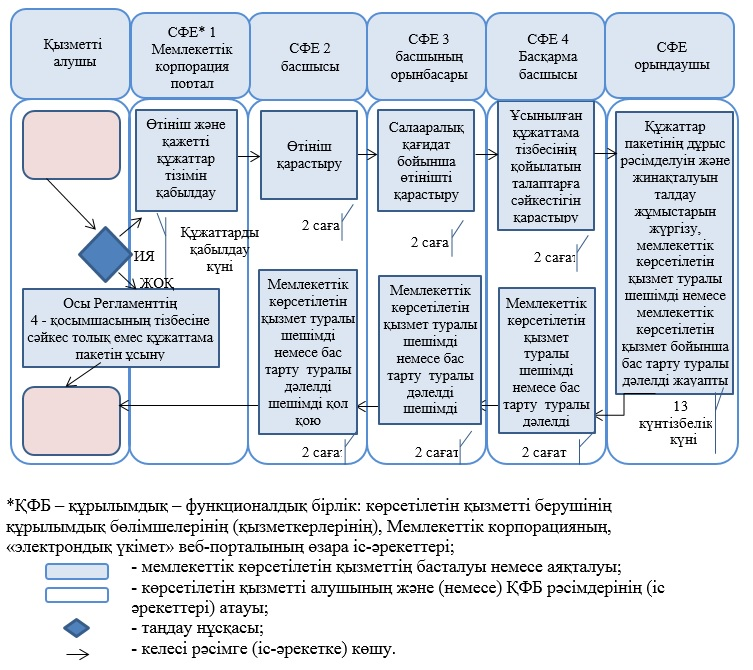 Қызметті
алушы
СФЕ* 1
Мемлекеттік
корпорация
портал
СФЕ 2
басшысы
СФЕ 3
басшының
орынбасары
СФЕ 4
Басқарма
басшысы
СФЕ
орындаушы
Өтініш және
қажетті
құжаттар
тізімін
қабылдау
Өтініш
қарастыру
Салааралық
қағидат
бойынша
өтінішті
қарастыру
Ұсынылған
құжаттама
тізбесінің
қойылатын
талаптарға
сәйкестігін
қарастыру
Құжаттар
пакетінің дұрыс
рәсімделуін және
жинақталуын
талдау
жұмыстарын
жүргізу,
мемлекеттік
көрсетілетін
қызмет туралы
шешімді немесе
мемлекеттік
көрсетілетін
қызмет бойынша
бас тарту туралы
дәлелді жауапты
Құжаттарды
қабылдау
күні
2 саға
2 саға
2 сағат
ИЯ
ЖОҚ
Осы Регламенттің
4 - қосымшасының тізбесіне
сәйкес толық емес құжаттама
пакетін ұсыну
Мемлекеттік
көрсетілетін
қызмет туралы
шешімді
немесе бас
тарту туралы
дәлелді
шешімді қол
қою
Мемлекеттік
көрсетілетін
қызмет туралы
шешімді
немесе бас
тарту туралы
дәлелді
шешімді
Мемлекеттік
көрсетілетін
қызмет
туралы
шешімді
немесе бас
тарту туралы
дәлелді
13
күнтізбелік
күні
2 сағат
2 сағат
2 сағат
*ҚФБ – құрылымдық – функционалдық бірлік: көрсетілетін қызметті берушінің
құрылымдық бөлімшелерінің (қызметкерлерінің), Мемлекеттік корпорацияның,
«электрондық үкімет» веб-порталының өзара іс-әрекеттері;
- мемлекеттік көрсетілетін қызметтің басталуы немесе аяқталуы;
- көрсетілетін қызметті алушының және (немесе) ҚФБ рәсімдерінің (іс
әрекеттері) атауы;
- таңдау нұсқасы;
- келесі рәсімге (іс-әрекетке) көшу.